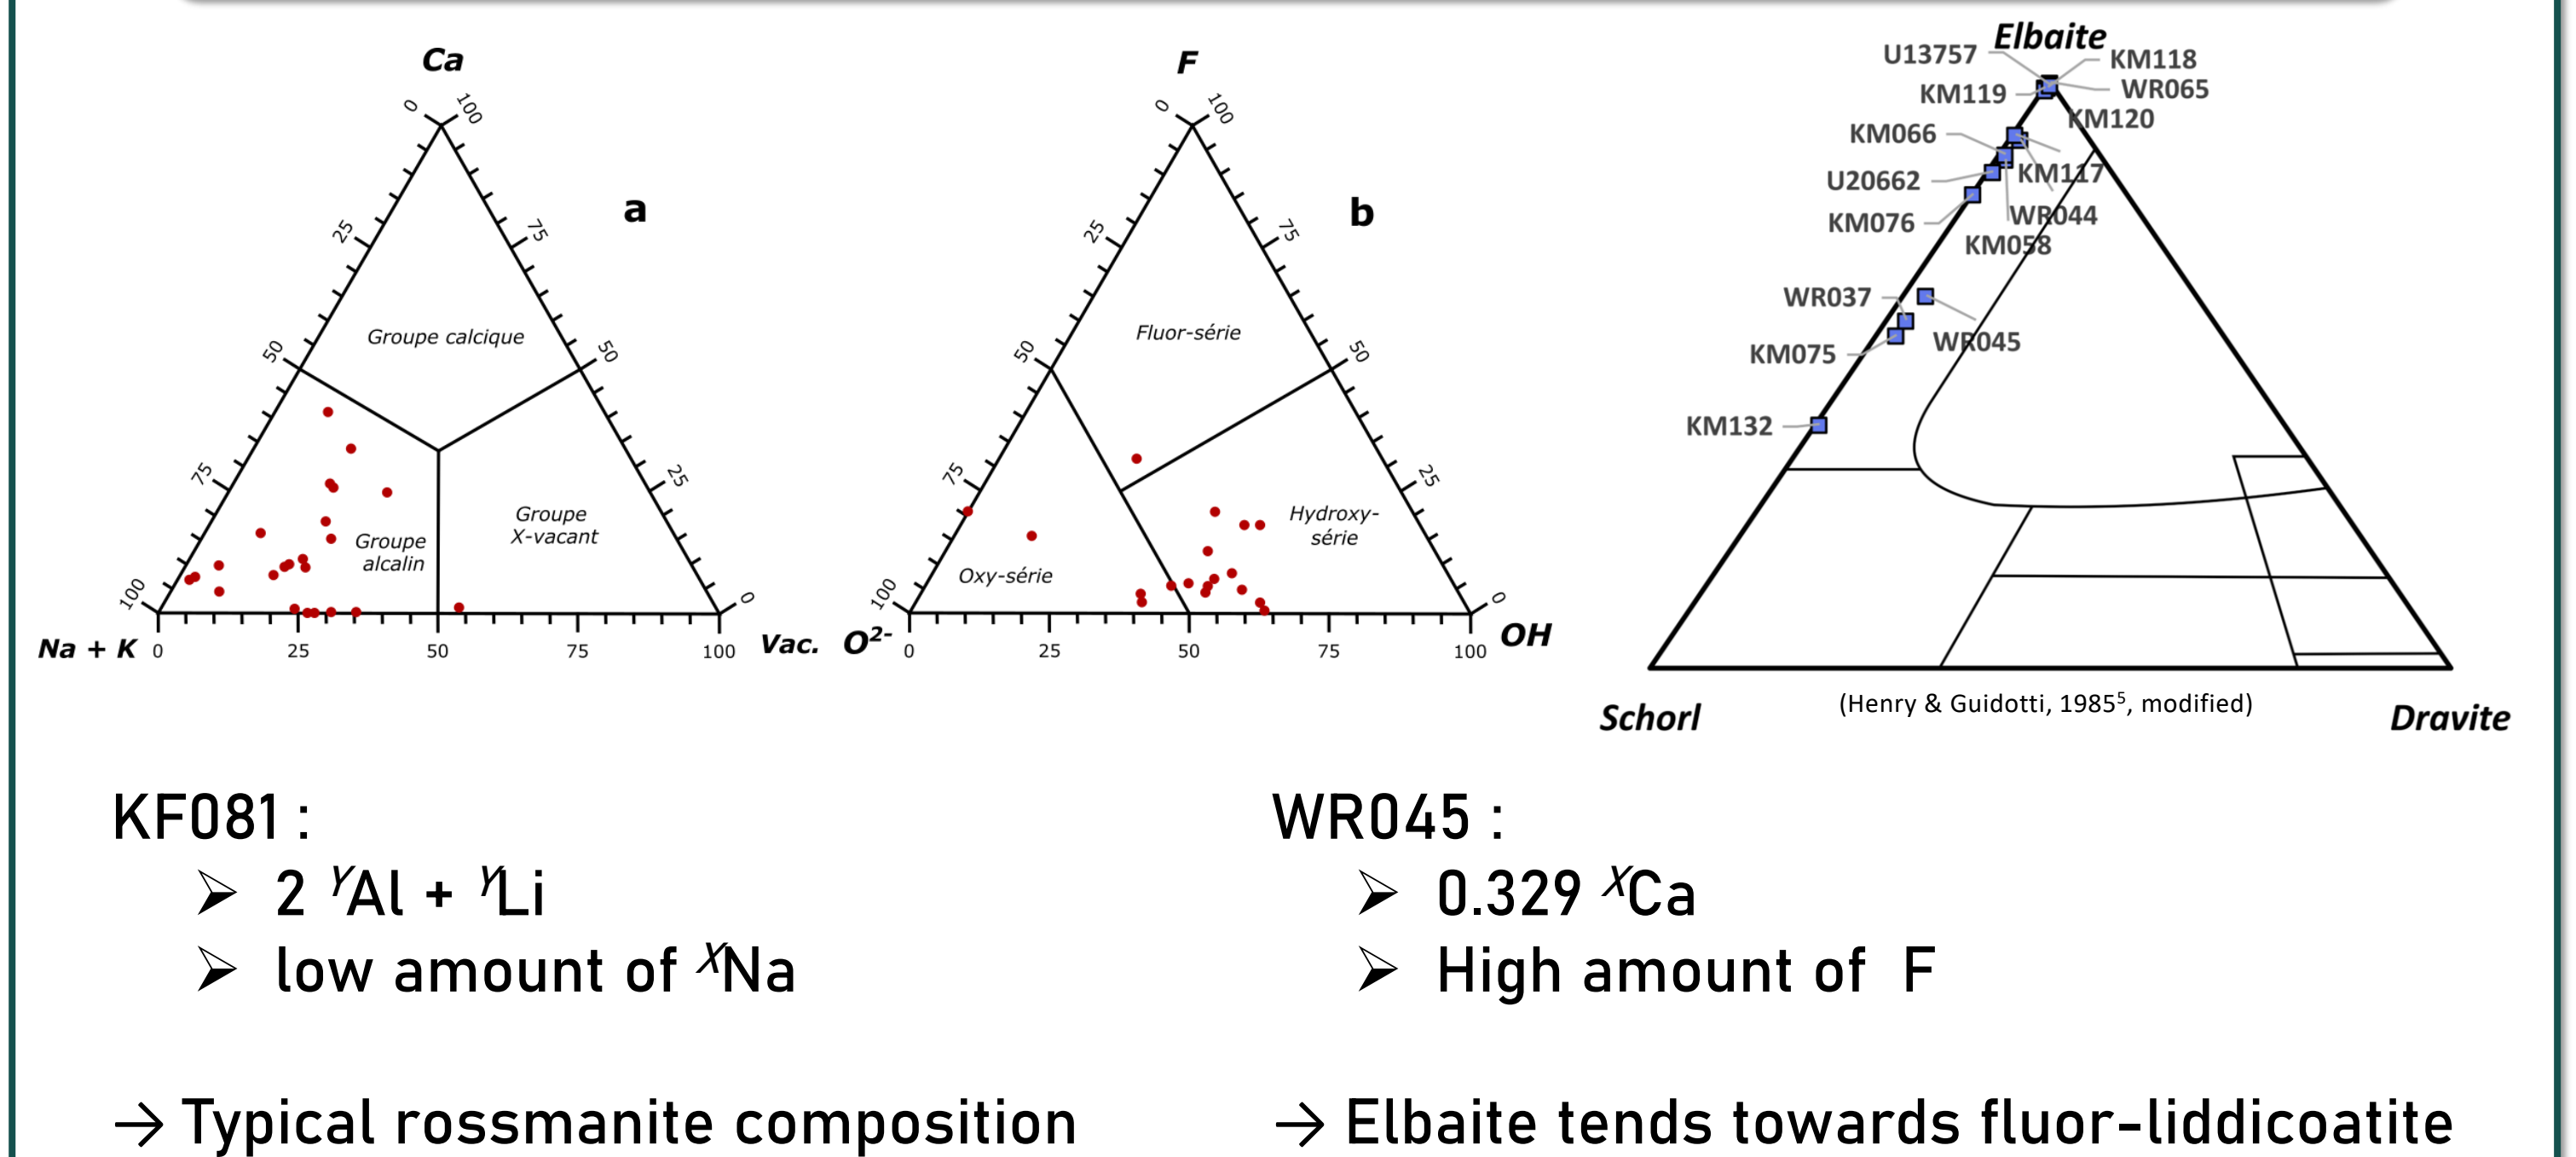 Ca
0
100
25
75
a
Groupe calcique
50
50
75
25
Groupe
X-vacant
Groupe
alcalin
100
0
Na + K
0
25
50
75
100
Vac.
F
0
100
25
75
b
Fluor-série
50
50
75
25
Hydroxy-
série
Oxy-série
100
0
O²⁻
0
25
50
75
100
OH
Elbaite
U13757
KM118
WR065
KM119
KM120
KM066
KM117
U20662
WR044
KM076
KM058
WR037
WR045
KM075
KM132
(Henry & Guidotti, 1985⁵, modified)
Schorl
Dravite
KF081 :
➢ 2 ʸAl + ʸLi
➢ low amount of ˣNa
→ Typical rossmanite composition
WR045 :
➢ 0.329 ˣCa
➢ High amount of F
→ Elbaite tends towards fluor-liddicoatite